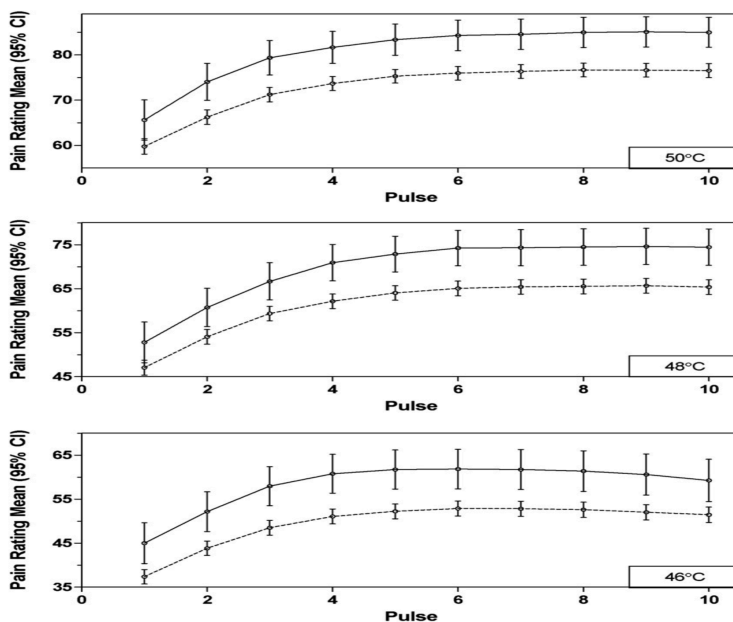 Pain Rating Mean (95% CI)
85
70
60
0 2 4 6 8 10
50°C
Pulse
Pain Rating Mean (95% CI)
75
65
55
45
0 2 4 6 8 10
48°C
Pulse
Pain Rating Mean (95% CI)
65
55
45
35
0 2 4 6 8 10
46°C
Pulse